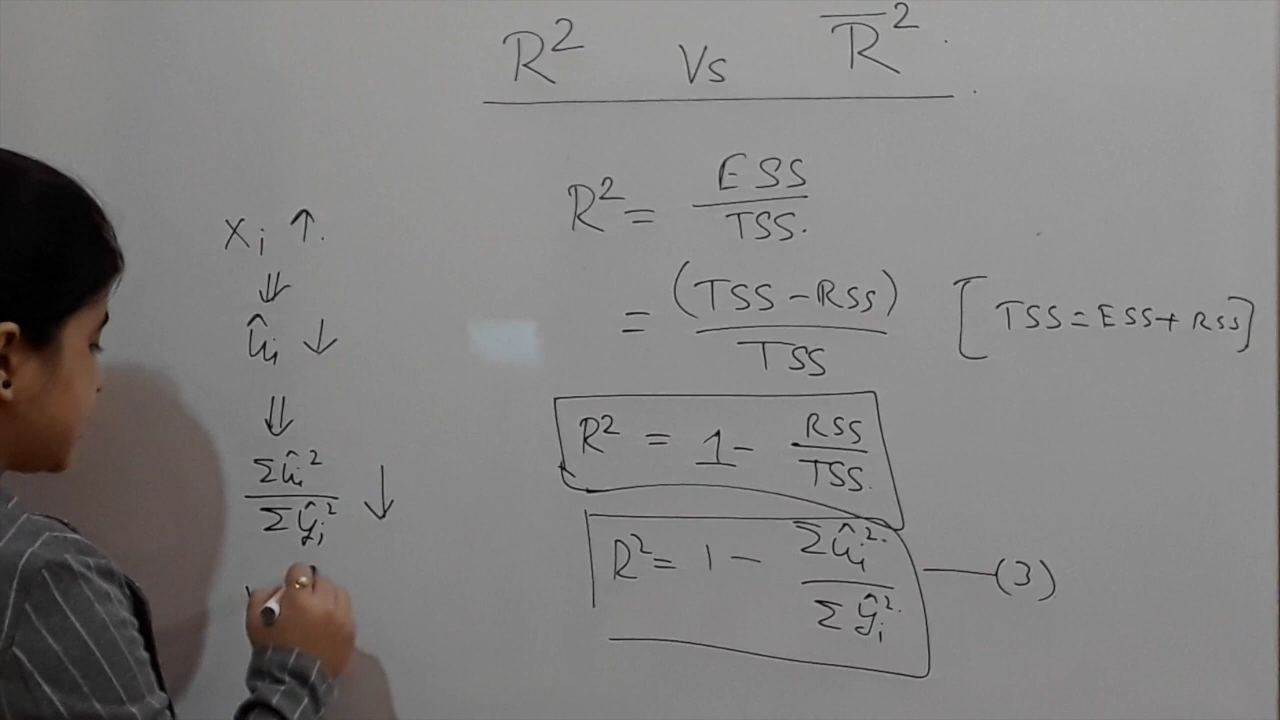 R² Vs R̅²
R² = ESS / TSS.
= (TSS - RSS) / TSS [TSS = ESS + RSS]
R² = 1 - RSS / TSS.
R² = 1 - Σûᵢ² / Σŷᵢ² —(3)
Xᵢ ↑.
⇓
ûᵢ ↓
⇓
Σûᵢ² / Σŷᵢ² ↓